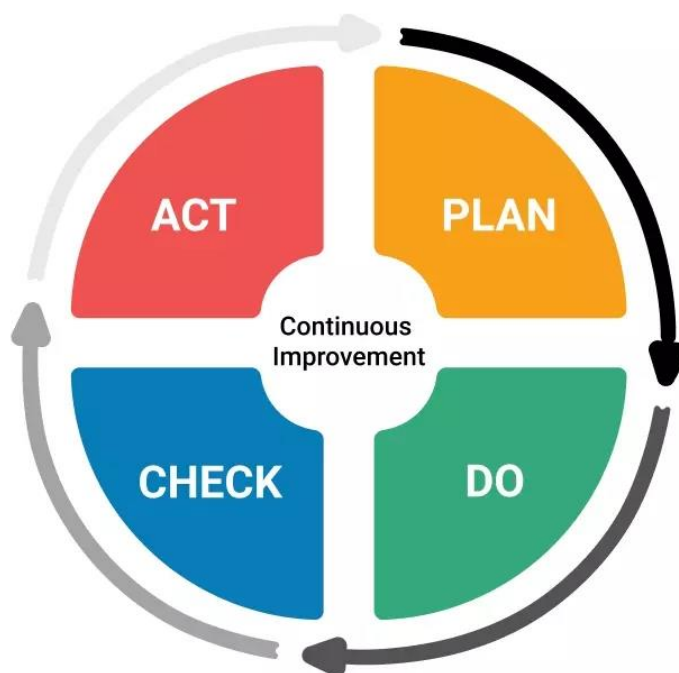 ACT
PLAN
Continuous
Improvement
CHECK
DO